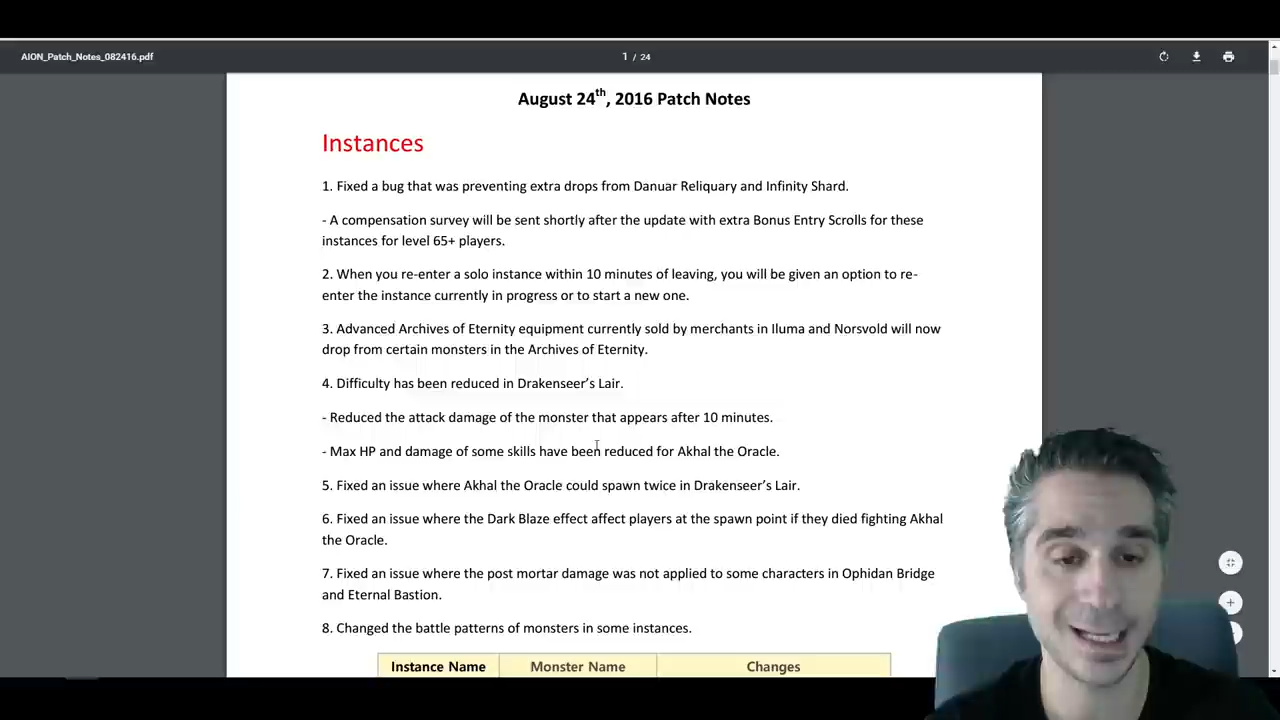 AION_Patch_Notes_082416.pdf
1 / 24
August 24th, 2016 Patch Notes
Instances
1. Fixed a bug that was preventing extra drops from Danuar Reliquary and Infinity Shard.
- A compensation survey will be sent shortly after the update with extra Bonus Entry Scrolls for these
instances for level 65+ players.
2. When you re-enter a solo instance within 10 minutes of leaving, you will be given an option to re-
enter the instance currently in progress or to start a new one.
3. Advanced Archives of Eternity equipment currently sold by merchants in Iluma and Norsvold will now
drop from certain monsters in the Archives of Eternity.
4. Difficulty has been reduced in Drakenseer’s Lair.
- Reduced the attack damage of the monster that appears after 10 minutes.
- Max HP and damage of some skills have been reduced for Akhal the Oracle.
5. Fixed an issue where Akhal the Oracle could spawn twice in Drakenseer’s Lair.
6. Fixed an issue where the Dark Blaze effect affect players at the spawn point if they died fighting Akhal
the Oracle.
7. Fixed an issue where the post mortar damage was not applied to some characters in Ophidan Bridge
and Eternal Bastion.
8. Changed the battle patterns of monsters in some instances.
Instance Name Monster Name Changes